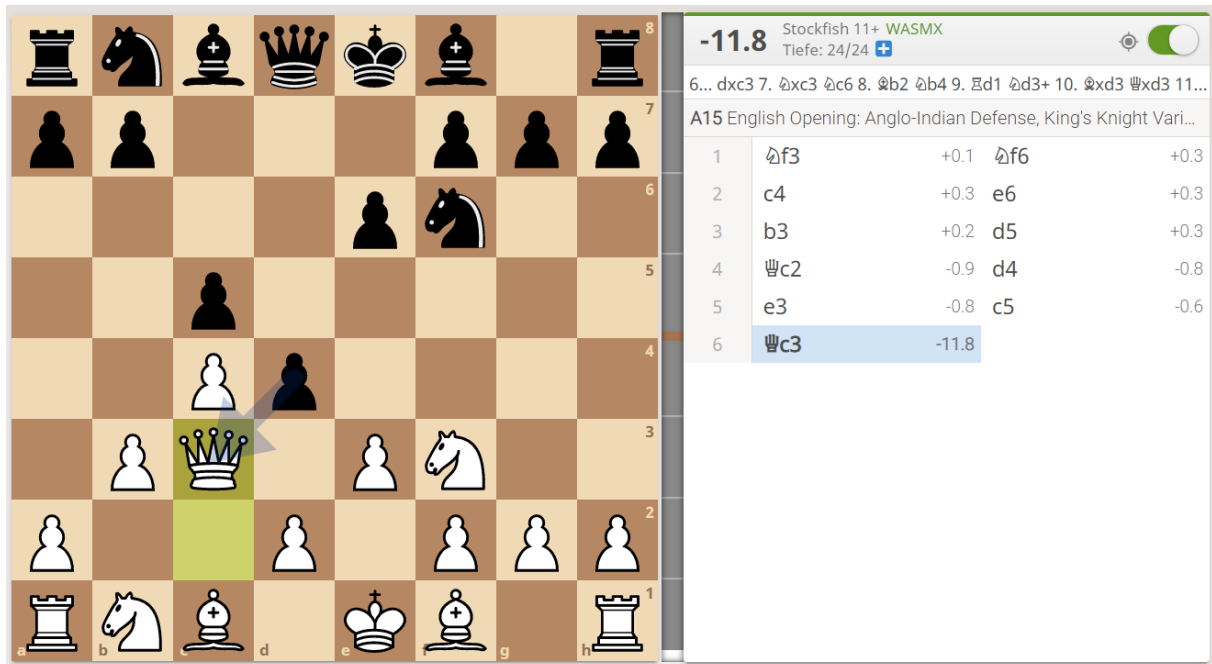 8
7
6
5
4
3
2
1
a b c d e f g h
-11.8
Stockfish 11+ WASMX
Tiefe: 24/24
6... dxc3 7. ♘xc3 ♘c6 8. ♗b2 ♘b4 9. ♖d1 ♘d3+ 10. ♗xd3 ♕xd3 11...
A15 English Opening: Anglo-Indian Defense, King's Knight Vari...
1 ♘f3 +0.1 ♘f6 +0.3
2 c4 +0.3 e6 +0.3
3 b3 +0.2 d5 +0.3
4 ♕c2 -0.9 d4 -0.8
5 e3 -0.8 c5 -0.6
6 ♕c3 -11.8